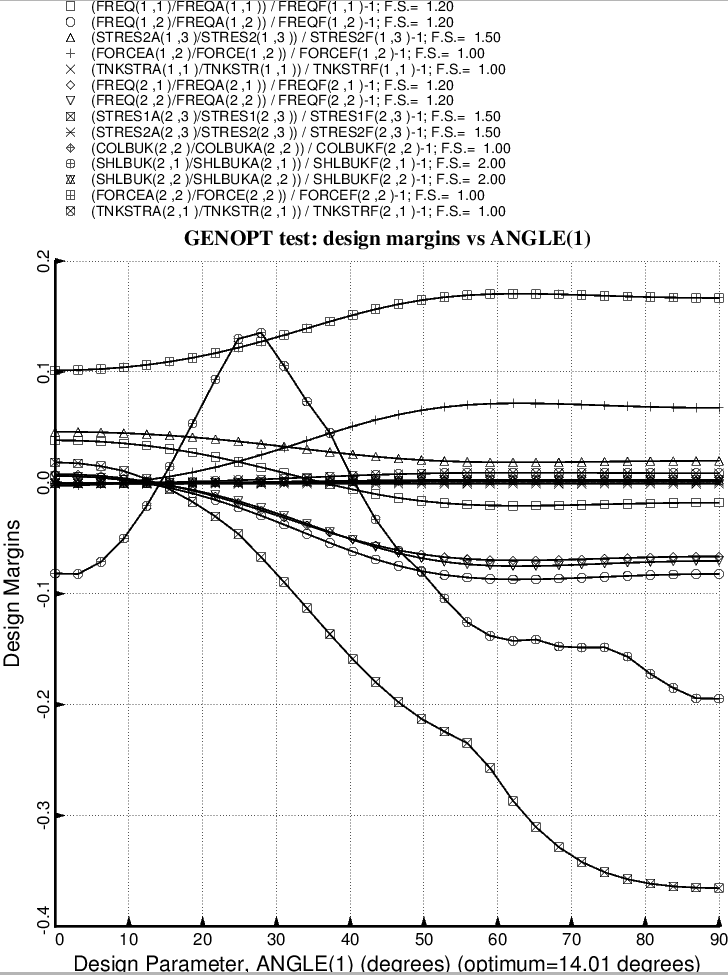 (FREQ(1 ,1 )/FREQA(1 ,1 )) / FREQF(1 ,1 )-1; F.S.= 1.20
(FREQ(1 ,2 )/FREQA(1 ,2 )) / FREQF(1 ,2 )-1; F.S.= 1.20
(STRES2A(1 ,3 )/STRES2(1 ,3 )) / STRES2F(1 ,3 )-1; F.S.= 1.50
(FORCEA(1 ,2 )/FORCE(1 ,2 )) / FORCEF(1 ,2 )-1; F.S.= 1.00
(TNKSTRA(1 ,1 )/TNKSTR(1 ,1 )) / TNKSTRF(1 ,1 )-1; F.S.= 1.00
(FREQ(2 ,1 )/FREQA(2 ,1 )) / FREQF(2 ,1 )-1; F.S.= 1.20
(FREQ(2 ,2 )/FREQA(2 ,2 )) / FREQF(2 ,2 )-1; F.S.= 1.20
(STRES1A(2 ,3 )/STRES1(2 ,3 )) / STRES1F(2 ,3 )-1; F.S.= 1.50
(STRES2A(2 ,3 )/STRES2(2 ,3 )) / STRES2F(2 ,3 )-1; F.S.= 1.50
(COLBUK(2 ,2 )/COLBUKA(2 ,2 )) / COLBUKF(2 ,2 )-1; F.S.= 1.00
(SHLBUK(2 ,1 )/SHLBUKA(2 ,1 )) / SHLBUKF(2 ,1 )-1; F.S.= 2.00
(SHLBUK(2 ,2 )/SHLBUKA(2 ,2 )) / SHLBUKF(2 ,2 )-1; F.S.= 2.00
(FORCEA(2 ,2 )/FORCE(2 ,2 )) / FORCEF(2 ,2 )-1; F.S.= 1.00
(TNKSTRA(2 ,1 )/TNKSTR(2 ,1 )) / TNKSTRF(2 ,1 )-1; F.S.= 1.00
GENOPT test: design margins vs ANGLE(1)
0.2
0.1
0.0
-0.1
-0.2
-0.3
-0.4
Design Margins
0 10 20 30 40 50 60 70 80 90
Design Parameter, ANGLE(1) (degrees) (optimum=14.01 degrees)